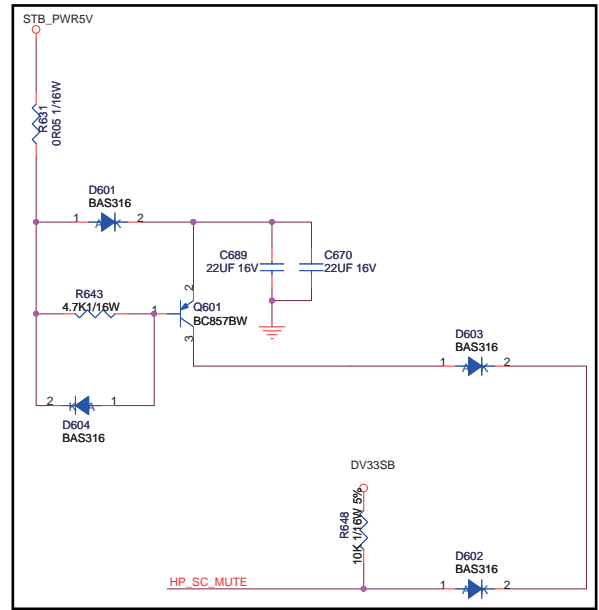 STB_PWR5V
R631
0R05 1/16W
D601
BAS316
1
2
C689
22UF 16V
C670
22UF 16V
R643
4.7K1/16W
1
2
Q601
BC857BW
3
D603
BAS316
1
2
2
1
D604
BAS316
DV33SB
R648
10K 1/16W 5%
D602
BAS316
HP_SC_MUTE
1
2